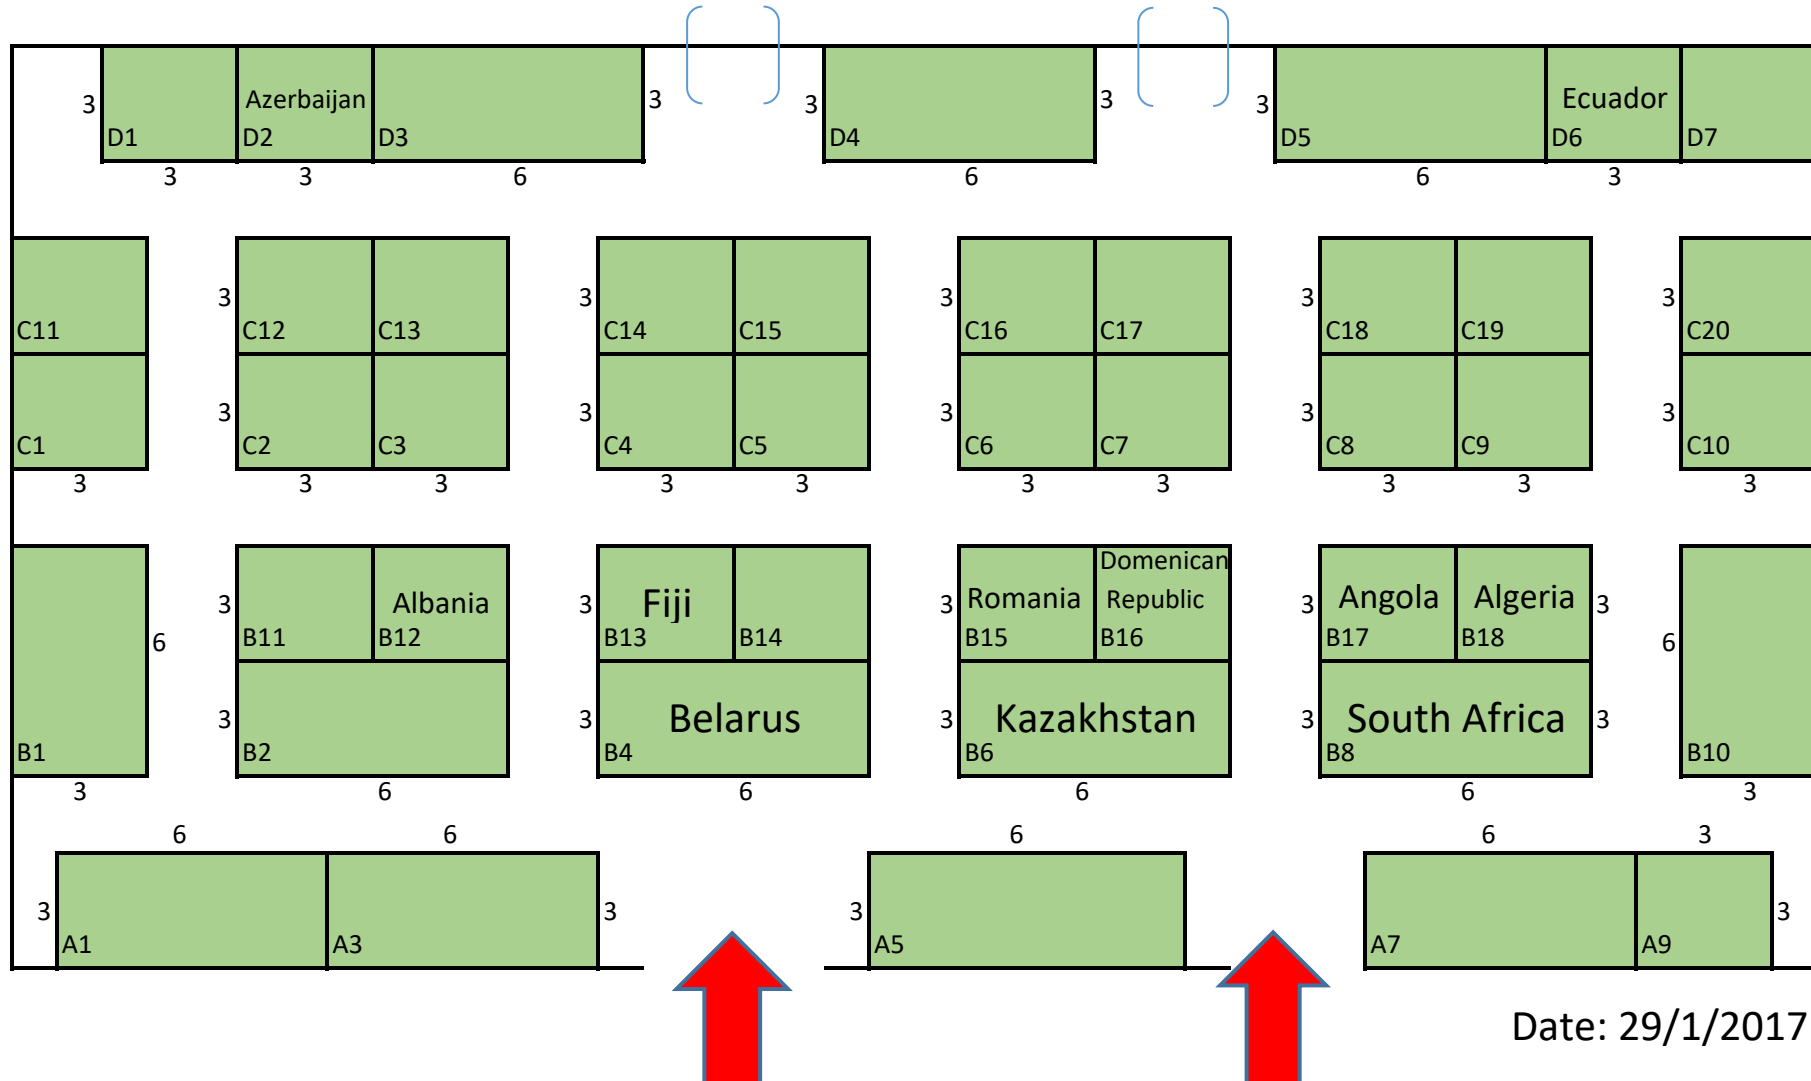 3 Azerbaijan 3 3 3 3 Ecuador
D1 D2 D3 D4 D5 D6 D7
3 3 6 6 6 3
3 3 3 3 3
C11 C12 C13 C14 C15 C16 C17 C18 C19 C20
3 3 3 3 3
C1 C2 C3 C4 C5 C6 C7 C8 C9 C10
3 3 3 3 3 3 3 3 3 3
Domenican
3 Albania 3 Fiji 3 Romania Republic 3 Angola Algeria 3
6 B11 B12 B13 B14 B15 B16 B17 B18 6
3 3 Belarus 3 Kazakhstan 3 South Africa 3
B1 B2 B4 B6 B8 B10
3 6 6 6 6 3
6 6 6 6 3
3 3 3 3
A1 A3 A5 A7 A9
Date: 29/1/2017